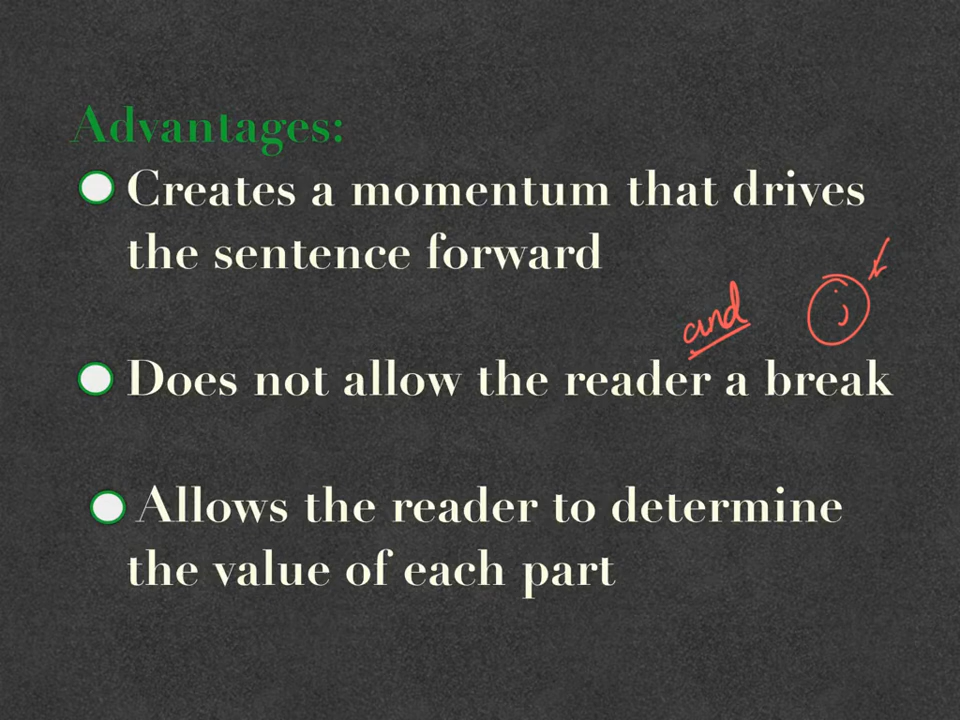 Advantages:
Creates a momentum that drives
the sentence forward
and ;
Does not allow the reader a break
Allows the reader to determine
the value of each part